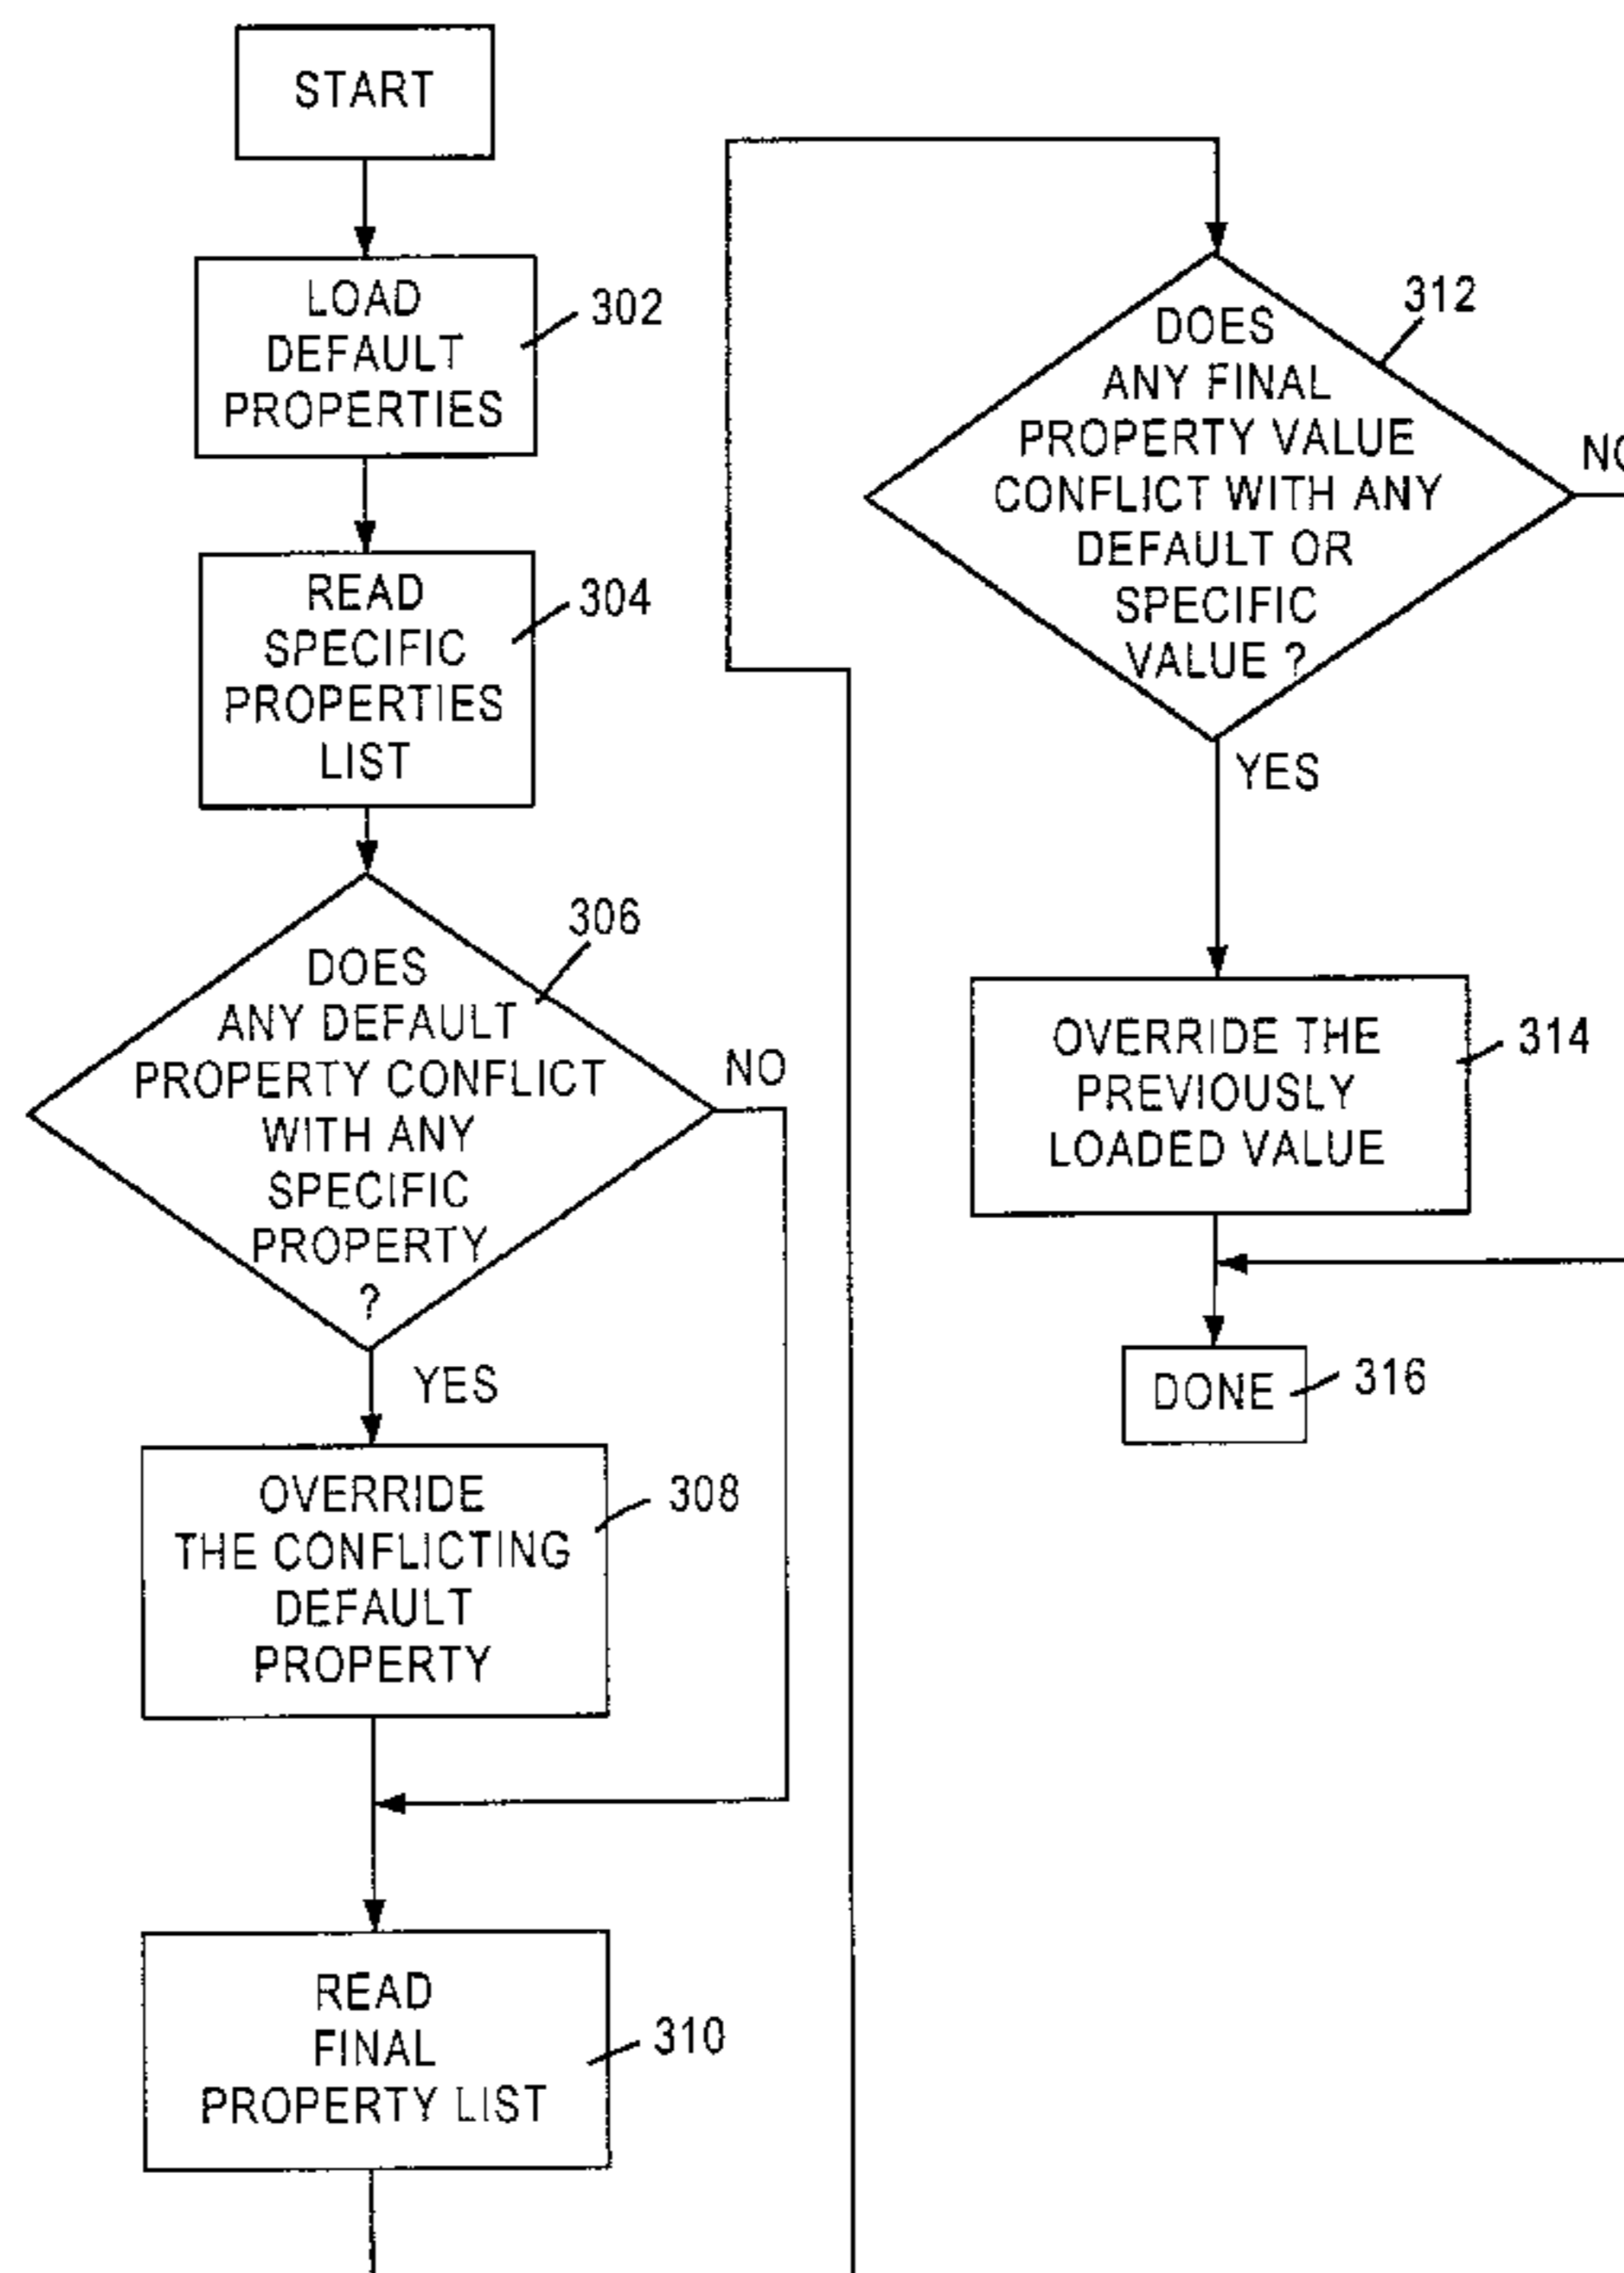 START
LOAD
DEFAULT
PROPERTIES
302
READ
SPECIFIC
PROPERTIES
LIST
304
DOES
ANY DEFAULT
PROPERTY CONFLICT
WITH ANY
SPECIFIC
PROPERTY
?
306
NO
YES
OVERRIDE
THE CONFLICTING
DEFAULT
PROPERTY
308
READ
FINAL
PROPERTY LIST
310
DOES
ANY FINAL
PROPERTY VALUE
CONFLICT WITH ANY
DEFAULT OR
SPECIFIC
VALUE ?
312
NO
YES
OVERRIDE THE
PREVIOUSLY
LOADED VALUE
314
DONE
316